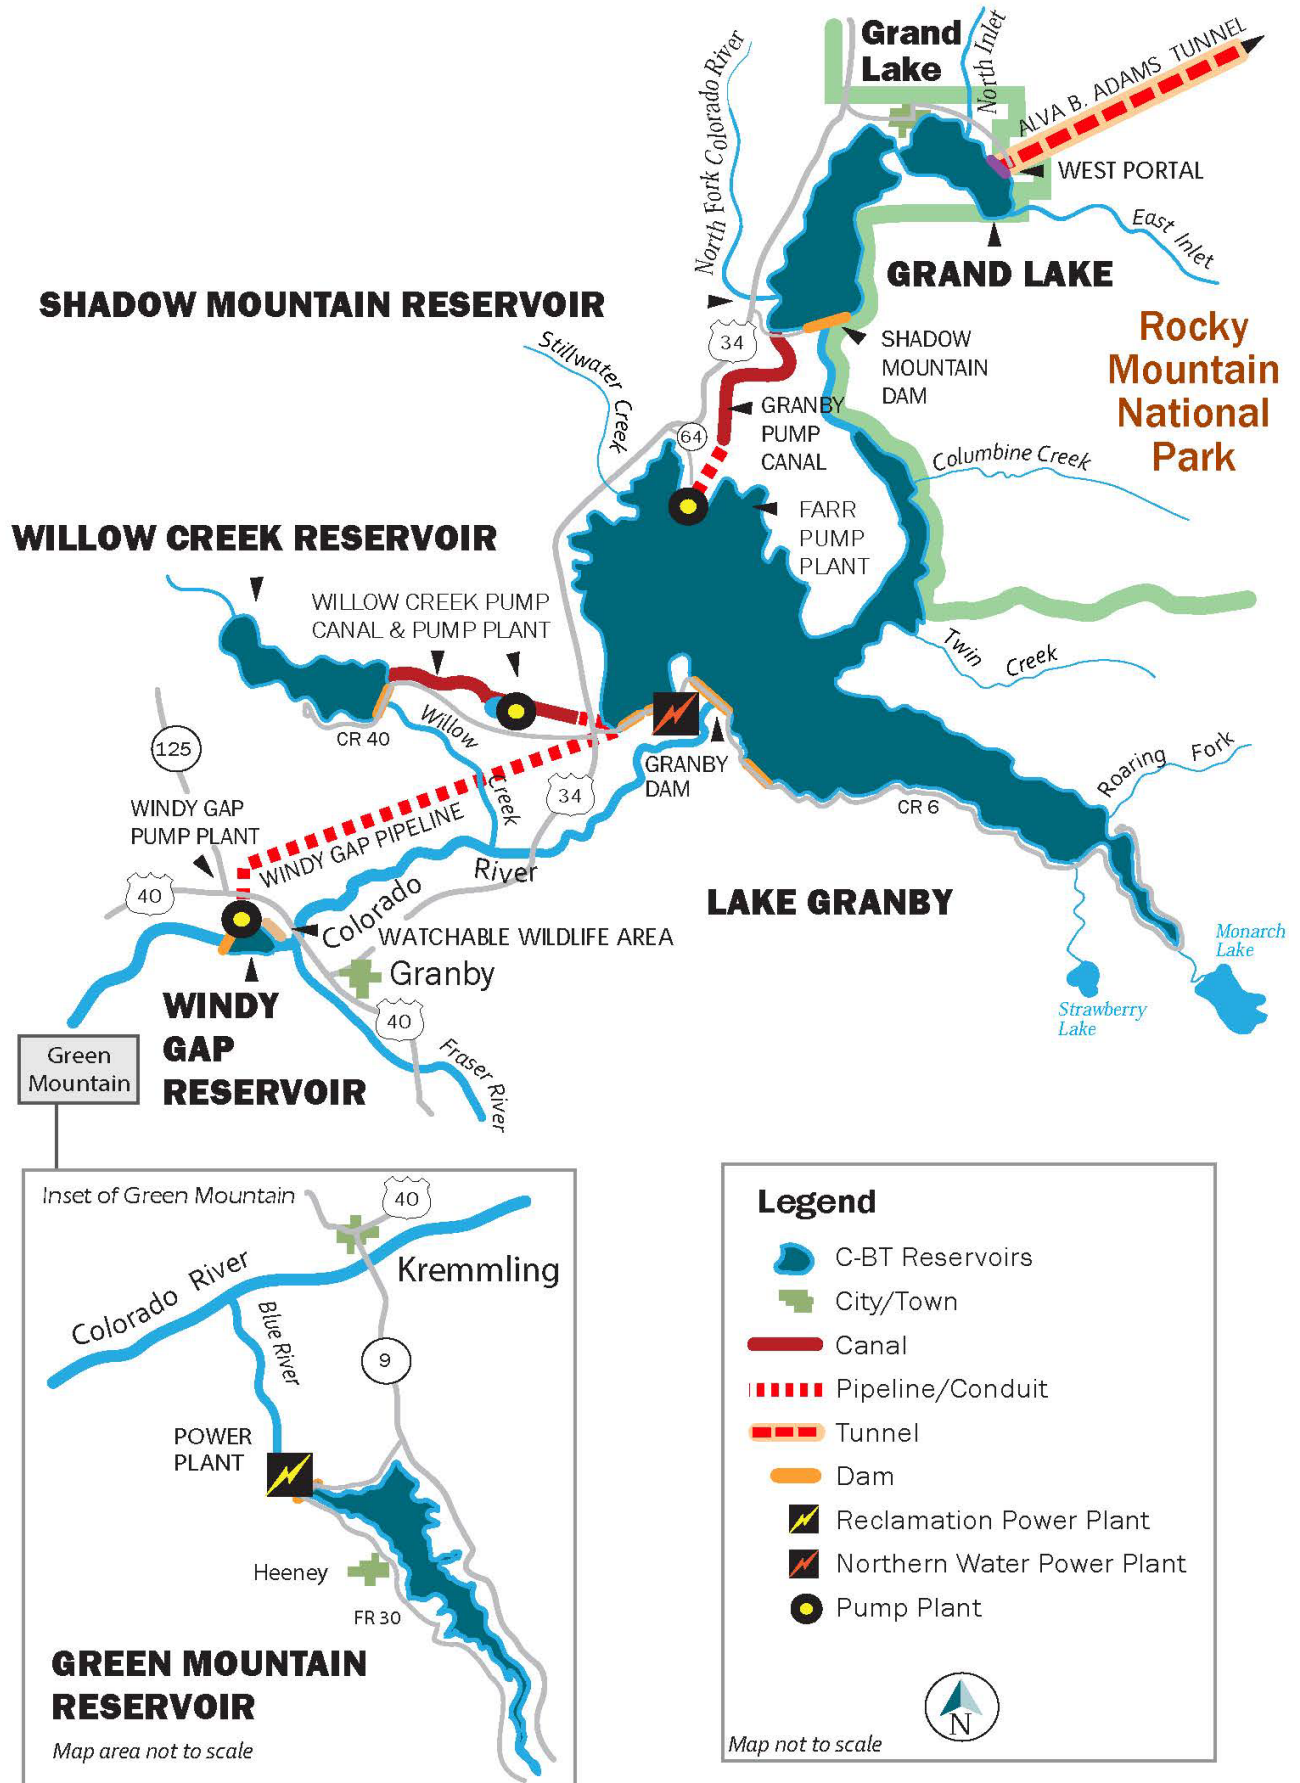 Grand
Lake
North Inlet
ALVA B. ADAMS TUNNEL
WEST PORTAL
North Fork Colorado River
East Inlet
GRAND LAKE
SHADOW MOUNTAIN RESERVOIR
34
SHADOW
MOUNTAIN
DAM
Rocky
Mountain
National
Park
Stillwater Creek
64
GRANBY
PUMP
CANAL
Columbine Creek
FARR
PUMP
PLANT
WILLOW CREEK RESERVOIR
WILLOW CREEK PUMP
CANAL & PUMP PLANT
Twin Creek
CR 40
Willow Creek
125
GRANBY
DAM
34
CR 6
Roaring Fork
WINDY GAP
PUMP PLANT
WINDY GAP PIPELINE
40
Colorado River
LAKE GRANBY
WATCHABLE WILDLIFE AREA
Granby
Monarch
Lake
Strawberry
Lake
WINDY
GAP
RESERVOIR
40
Fraser River
Green
Mountain
Inset of Green Mountain
40
Kremmling
Colorado River
Blue River
9
POWER
PLANT
Heeney
FR 30
GREEN MOUNTAIN
RESERVOIR
Map area not to scale
Legend
C-BT Reservoirs
City/Town
Canal
Pipeline/Conduit
Tunnel
Dam
Reclamation Power Plant
Northern Water Power Plant
Pump Plant
N
Map not to scale